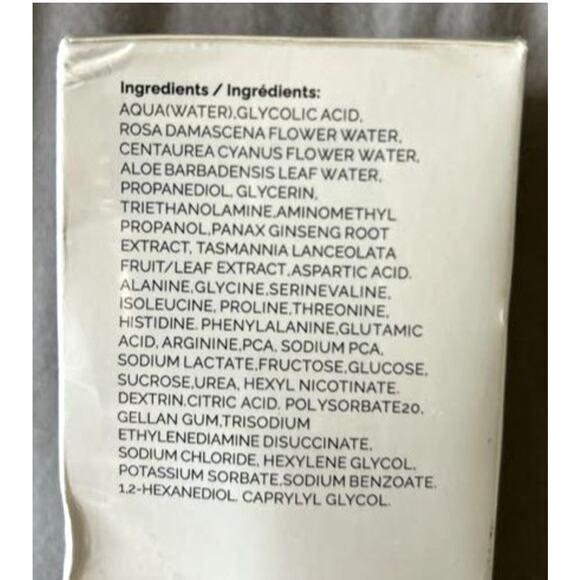 Ingredients / Ingrédients:
AQUA(WATER),GLYCOLIC ACID,
ROSA DAMASCENA FLOWER WATER,
CENTAUREA CYANUS FLOWER WATER,
ALOE BARBADENSIS LEAF WATER,
PROPANEDIOL, GLYCERIN,
TRIETHANOLAMINE,AMINOMETHYL
PROPANOL,PANAX GINSENG ROOT
EXTRACT, TASMANNIA LANCEOLATA
FRUIT/LEAF EXTRACT,ASPARTIC ACID.
ALANINE,GLYCINE,SERINEVALINE,
ISOLEUCINE, PROLINE,THREONINE,
HISTIDINE. PHENYLALANINE,GLUTAMIC
ACID, ARGININE,PCA, SODIUM PCA,
SODIUM LACTATE,FRUCTOSE,GLUCOSE,
SUCROSE,UREA, HEXYL NICOTINATE.
DEXTRIN,CITRIC ACID. POLYSORBATE20,
GELLAN GUM,TRISODIUM
ETHYLENEDIAMINE DISUCCINATE,
SODIUM CHLORIDE, HEXYLENE GLYCOL,
POTASSIUM SORBATE,SODIUM BENZOATE,
1,2-HEXANEDIOL. CAPRYLYL GLYCOL.